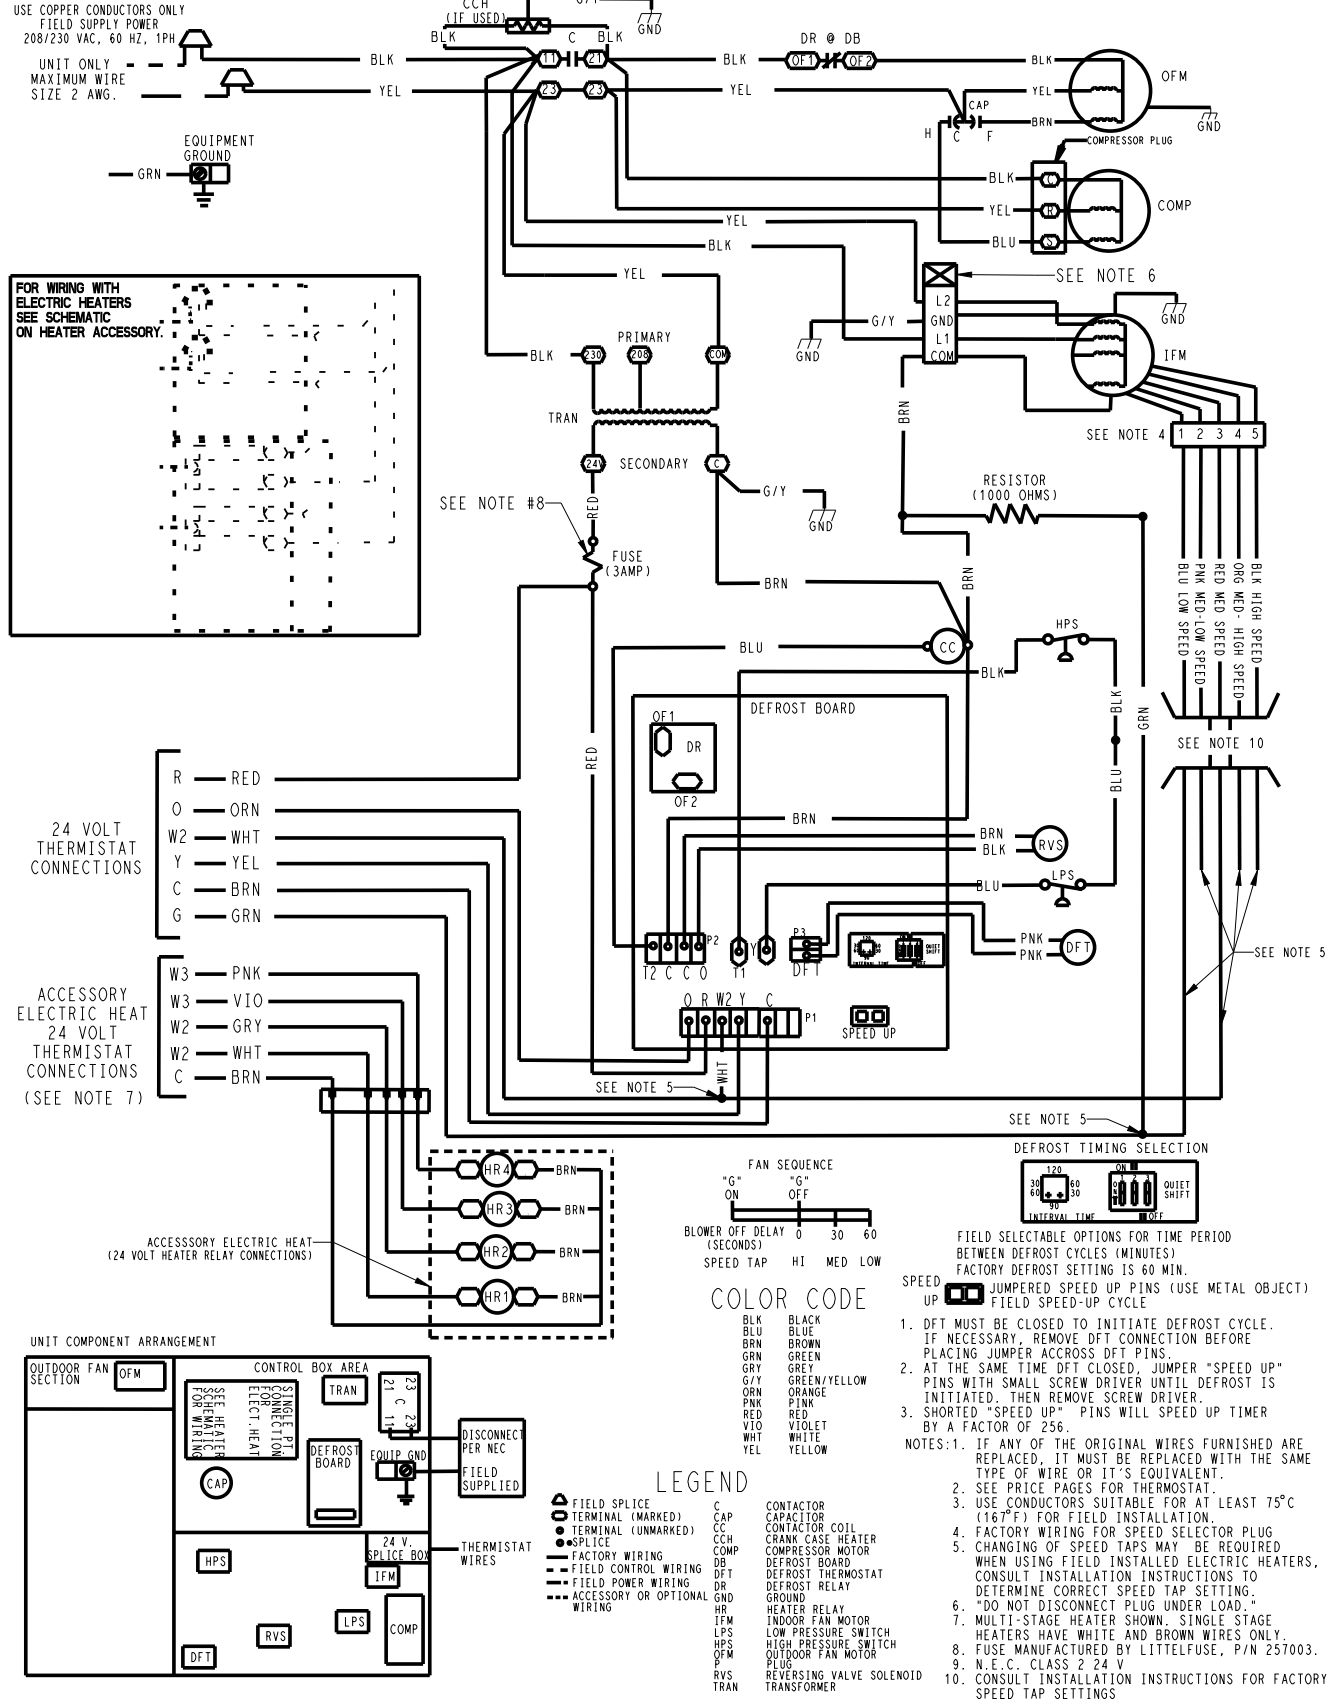 USE COPPER CONDUCTORS ONLY
FIELD SUPPLY POWER
208/230 VAC, 60 HZ, 1PH
UNIT ONLY
MAXIMUM WIRE
SIZE 2 AWG.
CCH
(IF USED)
G/Y
GND
BLK
C
BLK
BLK
11
21
BLK
DR @ DB
OF1
OF2
BLK
OFM
YEL
23
23
YEL
YEL
CAP
BRN
GND
H
C
F
COMPRESSOR PLUG
EQUIPMENT
GROUND
GRN
BLK
C
YEL
R
COMP
BLU
S
YEL
BLK
YEL
SEE NOTE 6
L2
GND
L1
COM
G/Y
GND
GND
IFM
FOR WIRING WITH
ELECTRIC HEATERS
SEE SCHEMATIC
ON HEATER ACCESSORY.
PRIMARY
BLK
230
208
COM
TRAN
24V
SECONDARY
C
G/Y
GND
BRN
SEE NOTE 4
1 2 3 4 5
RESISTOR
(1000 OHMS)
SEE NOTE #8
RED
FUSE
(3AMP)
BRN
BRN
BLU LOW SPEED
PNK MED-LOW SPEED
RED MED SPEED
ORG MED- HIGH SPEED
BLK HIGH SPEED
HPS
BLU
CC
BLK
BLK
GRN
DEFROST BOARD
OF1
DR
OF2
RED
BLU
SEE NOTE 10
24 VOLT
THERMISTAT
CONNECTIONS
R RED
O ORN
W2 WHT
Y YEL
C BRN
G GRN
BRN
BRN
BLK
RVS
LPS
BLU
P2
T2 C C O
T1
Y
P3
DFT
120
30
60
60
30
INTERVAL TIME
ON
OFF
QUIET
SHIFT
PNK
PNK
DFT
SEE NOTE 5
ACCESSORY
ELECTRIC HEAT
24 VOLT
THERMISTAT
CONNECTIONS
(SEE NOTE 7)
W3 PNK
W3 VIO
W2 GRY
W2 WHT
C BRN
O R W2 Y C
P1
SPEED UP
WHT
SEE NOTE 5
SEE NOTE 5
HR4
BRN
HR3
BRN
HR2
BRN
HR1
BRN
ACCESSSORY ELECTRIC HEAT
(24 VOLT HEATER RELAY CONNECTIONS)
FAN SEQUENCE
"G"
ON
"G"
OFF
BLOWER OFF DELAY
(SECONDS)
0 30 60
SPEED TAP HI MED LOW
DEFROST TIMING SELECTION
120
30
60
60
30
90
INTERVAL TIME
ON
1 2 3
ON
OFF
QUIET
SHIFT
FIELD SELECTABLE OPTIONS FOR TIME PERIOD
BETWEEN DEFROST CYCLES (MINUTES)
FACTORY DEFROST SETTING IS 60 MIN.
SPEED
UP
JUMPERED SPEED UP PINS (USE METAL OBJECT)
FIELD SPEED-UP CYCLE
1. DFT MUST BE CLOSED TO INITIATE DEFROST CYCLE.
IF NECESSARY, REMOVE DFT CONNECTION BEFORE
PLACING JUMPER ACCROSS DFT PINS.
2. AT THE SAME TIME DFT CLOSED, JUMPER "SPEED UP"
PINS WITH SMALL SCREW DRIVER UNTIL DEFROST IS
INITIATED. THEN REMOVE SCREW DRIVER.
3. SHORTED "SPEED UP" PINS WILL SPEED UP TIMER
BY A FACTOR OF 256.
NOTES:1. IF ANY OF THE ORIGINAL WIRES FURNISHED ARE
REPLACED, IT MUST BE REPLACED WITH THE SAME
TYPE OF WIRE OR IT'S EQUIVALENT.
2. SEE PRICE PAGES FOR THERMOSTAT.
3. USE CONDUCTORS SUITABLE FOR AT LEAST 75°C
(167°F) FOR FIELD INSTALLATION.
4. FACTORY WIRING FOR SPEED SELECTOR PLUG
5. CHANGING OF SPEED TAPS MAY BE REQUIRED
WHEN USING FIELD INSTALLED ELECTRIC HEATERS,
CONSULT INSTALLATION INSTRUCTIONS TO
DETERMINE CORRECT SPEED TAP SETTING.
6. "DO NOT DISCONNECT PLUG UNDER LOAD."
7. MULTI-STAGE HEATER SHOWN. SINGLE STAGE
HEATERS HAVE WHITE AND BROWN WIRES ONLY.
8. FUSE MANUFACTURED BY LITTELFUSE, P/N 257003.
9. N.E.C. CLASS 2 24 V
10. CONSULT INSTALLATION INSTRUCTIONS FOR FACTORY
SPEED TAP SETTINGS
COLOR CODE
BLK BLACK
BLU BLUE
BRN BROWN
GRN GREEN
GRY GREY
G/Y GREEN/YELLOW
ORN ORANGE
PNK PINK
RED RED
VIO VIOLET
WHT WHITE
YEL YELLOW
LEGEND
FIELD SPLICE
TERMINAL (MARKED)
TERMINAL (UNMARKED)
SPLICE
FACTORY WIRING
FIELD CONTROL WIRING
FIELD POWER WIRING
ACCESSORY OR OPTIONAL
WIRING
C CONTACTOR
CAP CAPACITOR
CC CONTACTOR COIL
CCH CRANK CASE HEATER
COMP COMPRESSOR MOTOR
DB DEFROST BOARD
DFT DEFROST THERMOSTAT
DR DEFROST RELAY
GND GROUND
HR HEATER RELAY
IFM INDOOR FAN MOTOR
LPS LOW PRESSURE SWITCH
HPS HIGH PRESSURE SWITCH
OFM OUTDOOR FAN MOTOR
P PLUG
RVS REVERSING VALVE SOLENOID
TRAN TRANSFORMER
UNIT COMPONENT ARRANGEMENT
OUTDOOR FAN
SECTION
OFM
CONTROL BOX AREA
SINGLE PT.
CONNECTION
FOR
ELECT. HEAT
SEE HEATER
SCHEMATIC
FOR WIRING
TRAN
23
21
C
11
23
CAP
DEFROST
BOARD
EQUIP GND
DISCONNECT
PER NEC
FIELD
SUPPLIED
24 V.
SPLICE BOX
THERMISTAT
WIRES
HPS
IFM
LPS
COMP
RVS
DFT